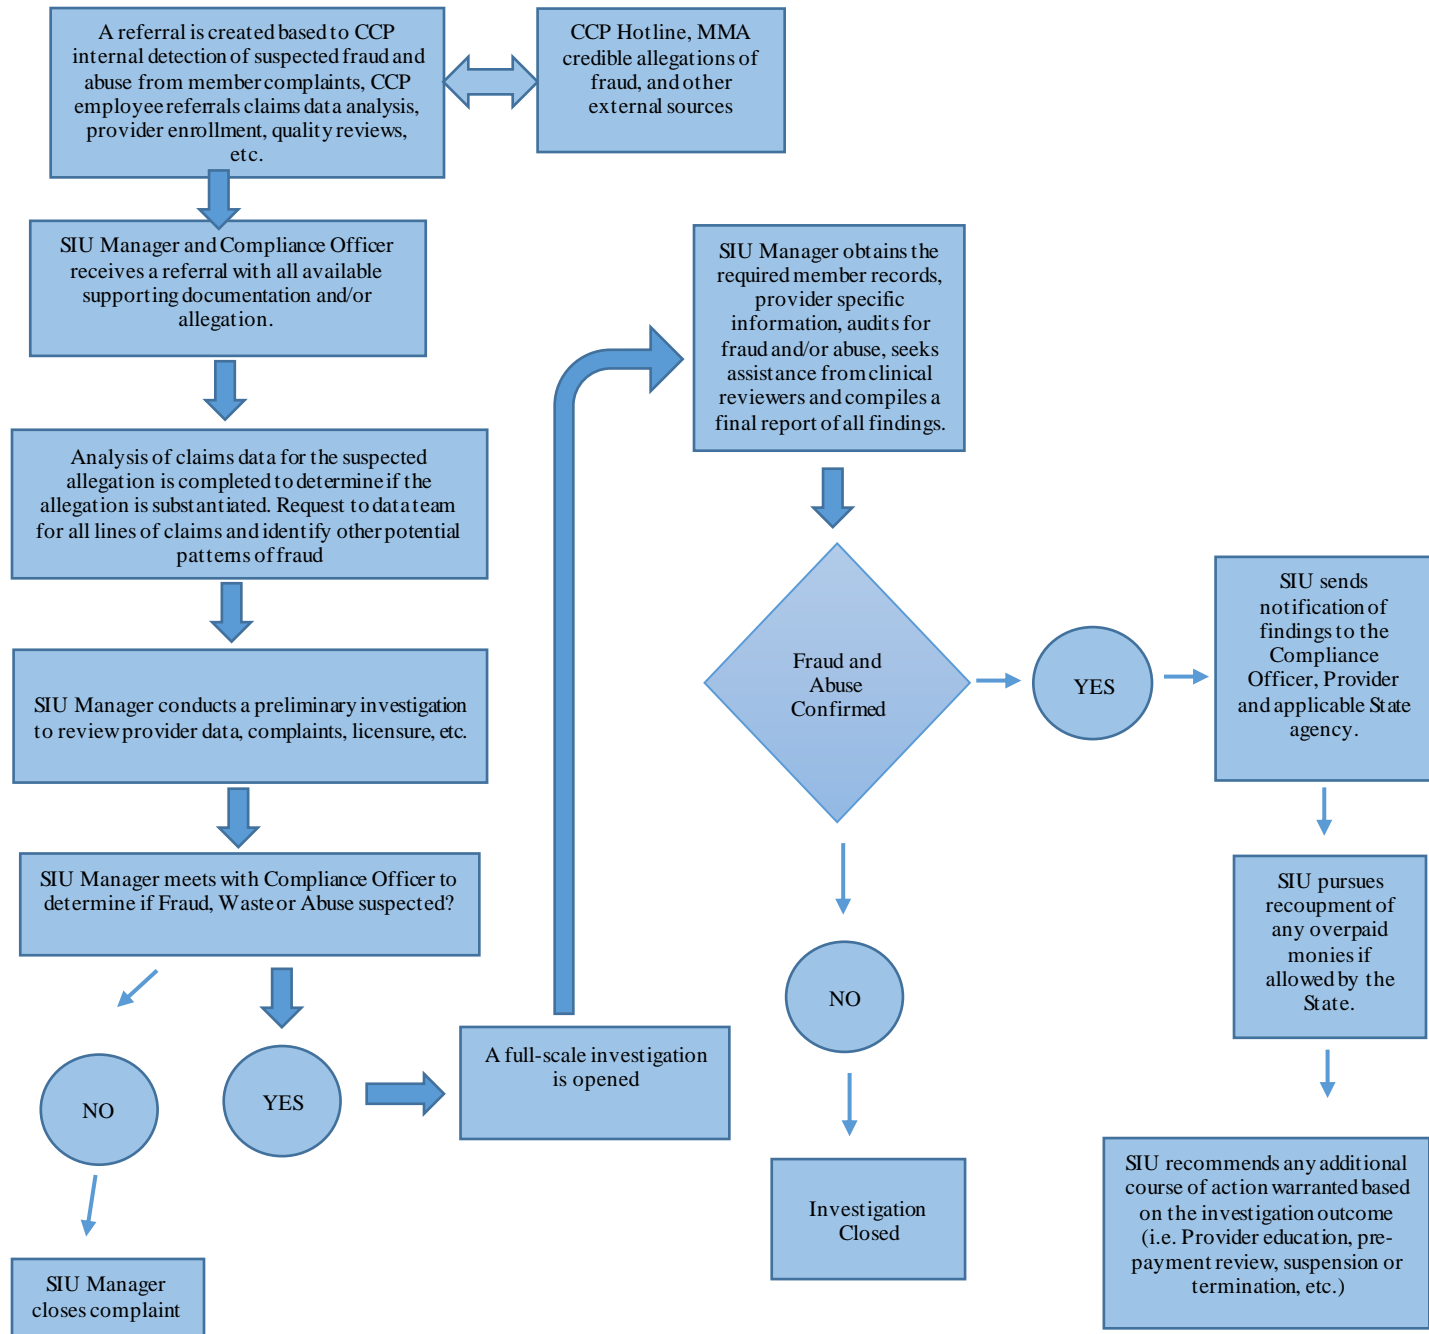 A referral is created based to CCP
internal detection of suspected fraud and
abuse from member complaints, CCP
employee referrals claims data analysis,
provider enrollment, quality reviews,
etc.
CCP Hotline, MMA
credible allegations of
fraud, and other
external sources
SIU Manager and Compliance Officer
receives a referral with all available
supporting documentation and/or
allegation.
Analysis of claims data for the suspected
allegation is completed to determine if the
allegation is substantiated. Request to data team
for all lines of claims and identify other potential
patterns of fraud
SIU Manager conducts a preliminary investigation
to review provider data, complaints, licensure, etc.
SIU Manager meets with Compliance Officer to
determine if Fraud, Waste or Abuse suspected?
NO
YES
SIU Manager
closes complaint
A full-scale investigation
is opened
SIU Manager obtains the
required member records,
provider specific
information, audits for
fraud and/or abuse, seeks
assistance from clinical
reviewers and compiles a
final report of all findings.
Fraud and
Abuse
Confirmed
YES
NO
Investigation
Closed
SIU sends
notification of
findings to the
Compliance
Officer, Provider
and applicable State
agency.
SIU pursues
recoupment of
any overpaid
monies if
allowed by the
State.
SIU recommends any additional
course of action warranted based
on the investigation outcome
(i.e. Provider education, pre-
payment review, suspension or
termination, etc.)